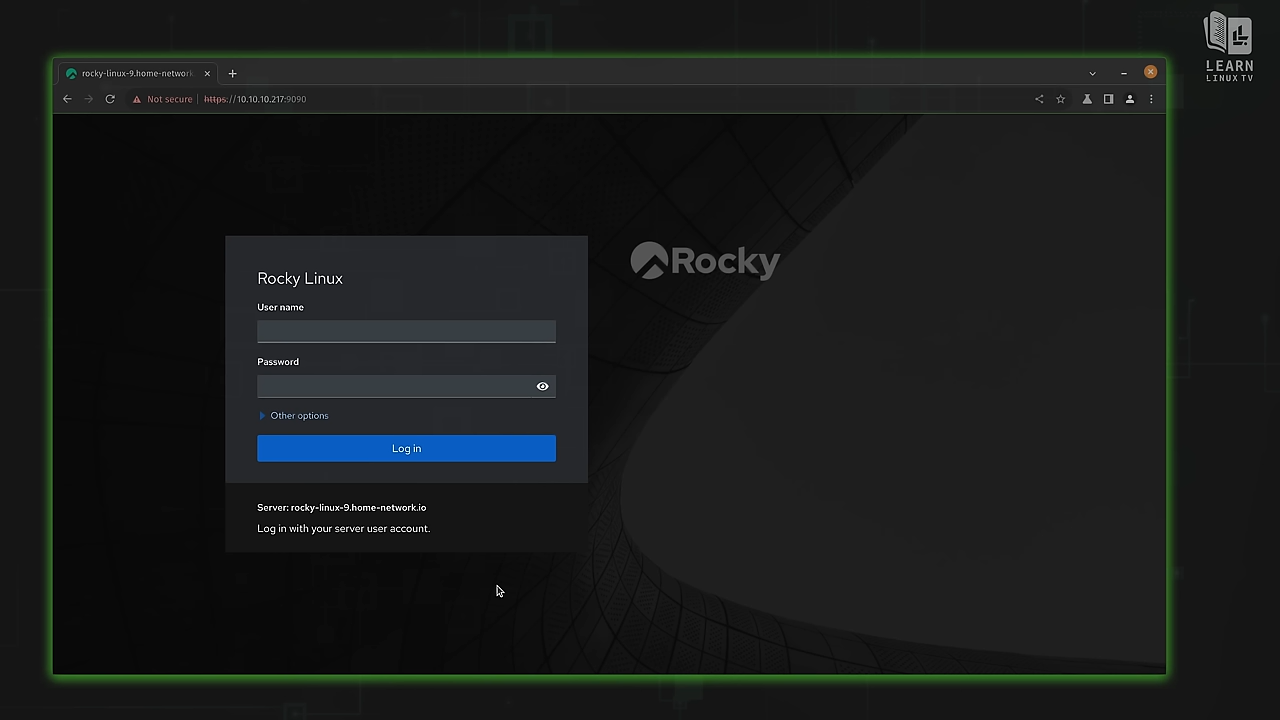 LEARN
LINUX TV
rocky-linux-9.home-network
Not secure
https://10.10.10.217:9090
Rocky
Rocky Linux
User name
Password
Other options
Log in
Server: rocky-linux-9.home-network.io
Log in with your server user account.